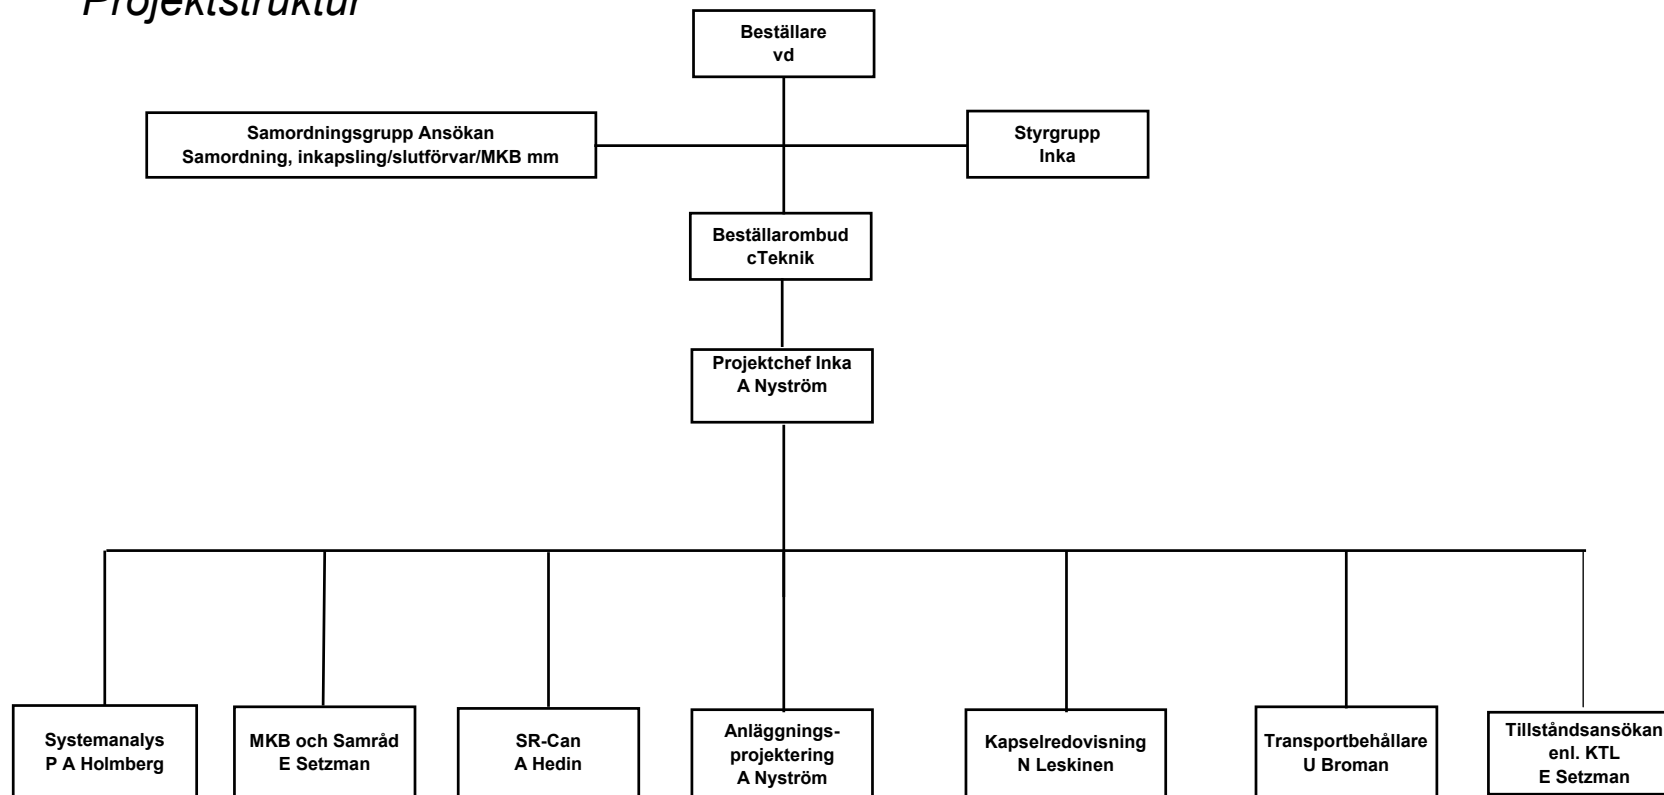 Projektstruktur
Beställare
vd
Samordningsgrupp Ansökan
Samordning, inkapsling/slutförvar/MKB mm
Styrgrupp
Inka
Beställarombud
cTeknik
Projektchef Inka
A Nyström
Systemanalys
P A Holmberg
MKB och Samråd
E Setzman
SR-Can
A Hedin
Anläggnings-
projektering
A Nyström
Kapselredovisning
N Leskinen
Transportbehållare
U Broman
Tillståndsansökan
enl. KTL
E Setzman